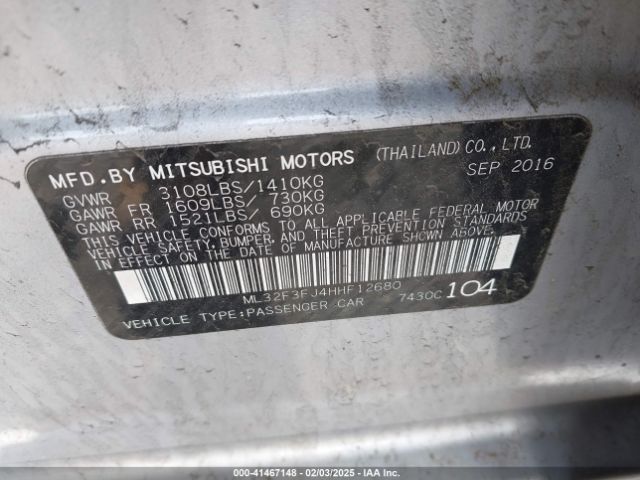 MFD.BY MITSUBISHI MOTORS (THAILAND) CO., LTD.
GVWR 3108LBS/1410KG SEP 2016
GAWR FR 1609LBS/ 730KG
GAWR RR 1521LBS/ 690KG
THIS VEHICLE CONFORMS TO ALL APPLICABLE FEDERAL MOTOR
VEHICLE SAFETY, BUMPER, AND THEFT PREVENTION STANDARDS
IN EFFECT ON THE DATE OF MANUFACTURE SHOWN ABOVE.
ML32F3FJ4HHF12680
VEHICLE TYPE:PASSENGER CAR 7430C 104
00-41467148 - 02/03/2025 - IAA Inc.